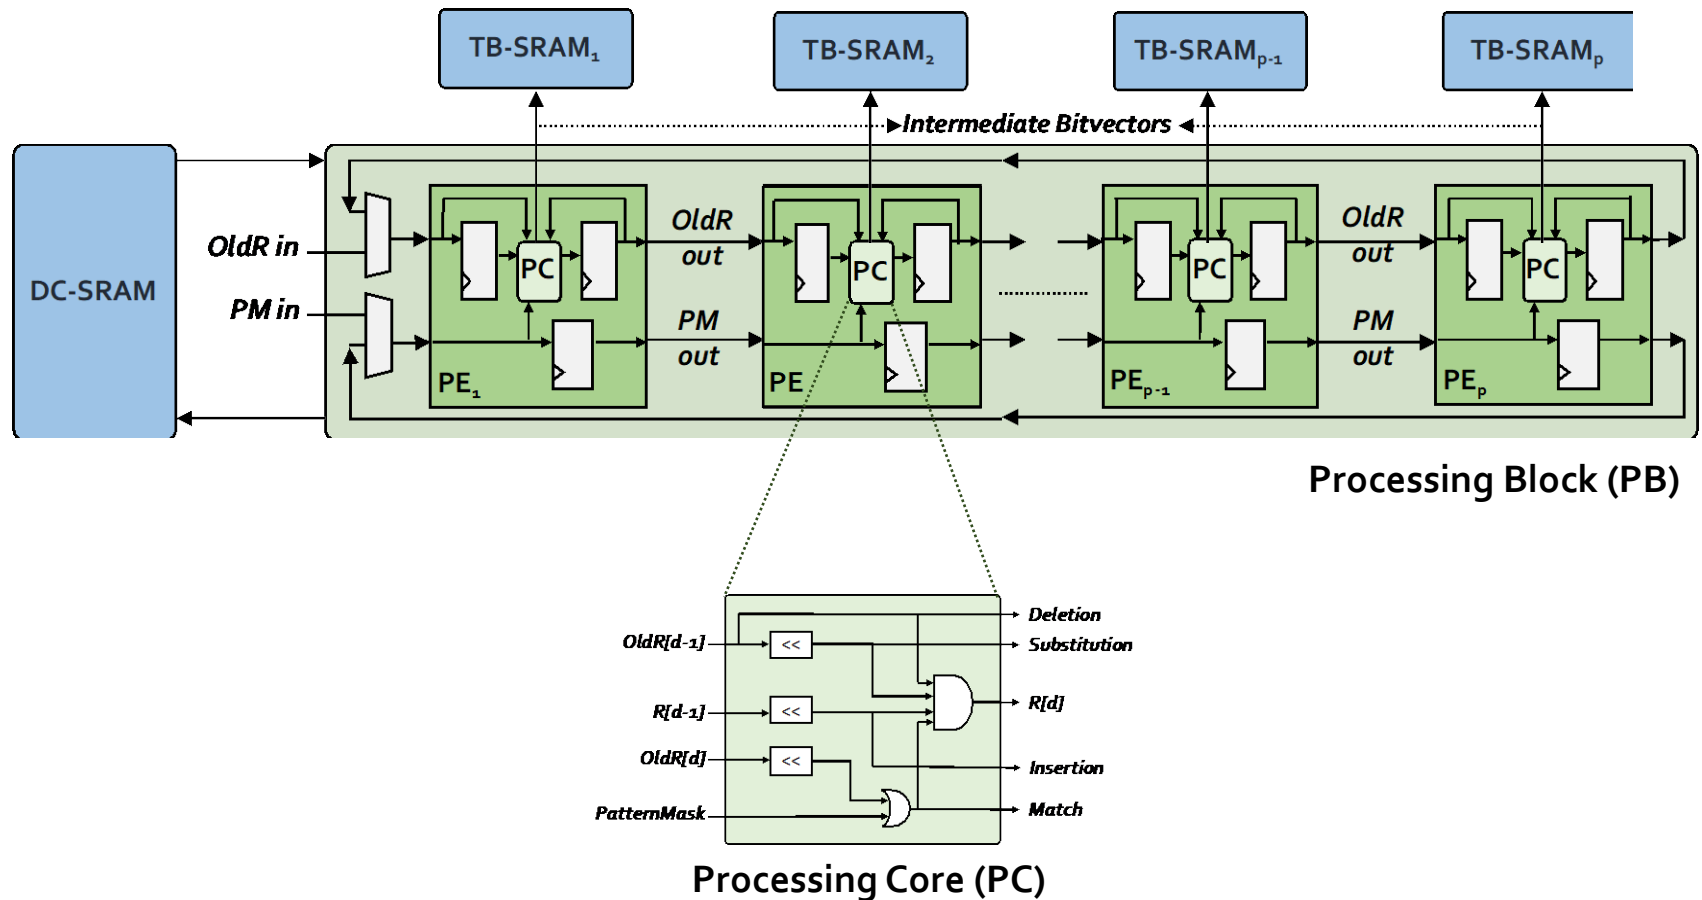 TB-SRAM₁
TB-SRAM₂
TB-SRAMₚ₋₁
TB-SRAMₚ
Intermediate Bitvectors
DC-SRAM
OldR in
PM in
PC
PE₁
OldR
out
PM
out
PC
PE
PC
PEₚ₋₁
OldR
out
PM
out
PC
PEₚ
Processing Block (PB)
OldR[d-1]
<<
R[d-1]
<<
OldR[d]
<<
PatternMask
Deletion
Substitution
R[d]
Insertion
Match
Processing Core (PC)